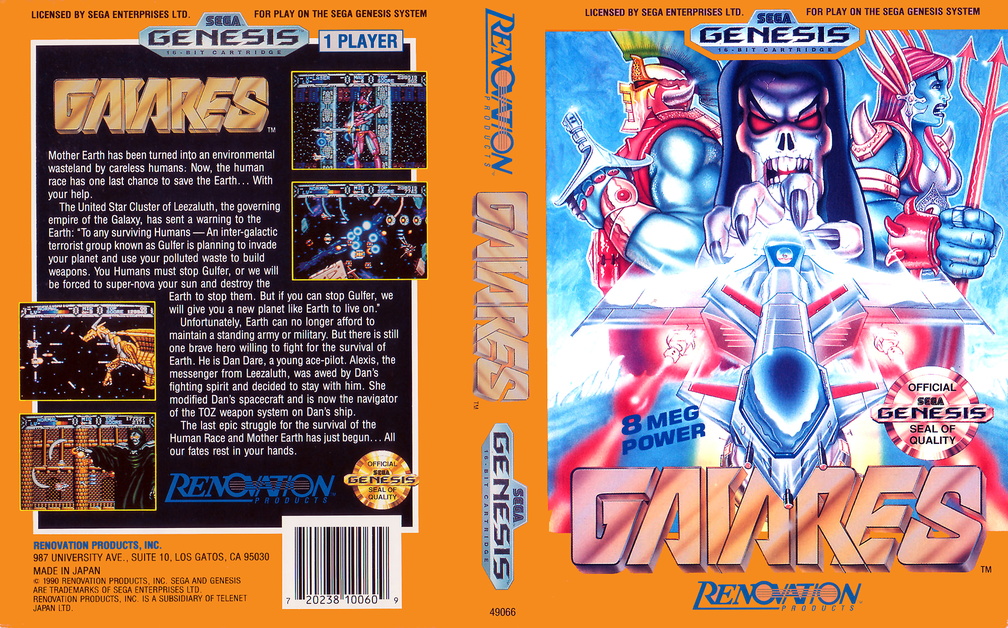 LICENSED BY SEGA ENTERPRISES LTD.
FOR PLAY ON THE SEGA GENESIS SYSTEM
SEGA
GENESIS
16-BIT CARTRIDGE
1 PLAYER
GAIARES
TM
Mother Earth has been turned into an environmental
wasteland by careless humans. Now, the human
race has one last chance to save the Earth... With
your help.
The United Star Cluster of Leezaluth, the governing
empire of the Galaxy, has sent a warning to the
Earth: "To any surviving Humans — An inter-galactic
terrorist group known as Gulfer is planning to invade
your planet and use your polluted waste to build
weapons. You Humans must stop Gulfer, or we will
be forced to super-nova your sun and destroy the
Earth to stop them. But if you can stop Gulfer, we
will give you a new planet like Earth to live on."
Unfortunately, Earth can no longer afford to
maintain a standing army or military. But there is still
one brave hero willing to fight for the survival of
Earth. He is Dan Dare, a young ace-pilot. Alexis, the
messenger from Leezaluth, was awed by Dan's
fighting spirit and decided to stay with him. She
modified Dan's spacecraft and is now the navigator
of the TOZ weapon system on Dan's ship.
The last epic struggle for the survival of the
Human Race and Mother Earth has just begun... All
our fates rest in your hands.
RENOVATION
PRODUCTS
OFFICIAL
SEGA
GENESIS
SEAL OF
QUALITY
RENOVATION PRODUCTS, INC.
987 UNIVERSITY AVE., SUITE 10, LOS GATOS, CA 95030
MADE IN JAPAN
© 1990 RENOVATION PRODUCTS, INC. SEGA AND GENESIS
ARE TRADEMARKS OF SEGA ENTERPRISES LTD.
RENOVATION PRODUCTS, INC. IS A SUBSIDIARY OF TELENET
JAPAN LTD.
7 20238 10060 9
RENOVATION
PRODUCTS
GAIARES
TM
SEGA
GENESIS
16-BIT CARTRIDGE
49066
LICENSED BY SEGA ENTERPRISES LTD.
FOR PLAY ON THE SEGA GENESIS SYSTEM
SEGA
GENESIS
16-BIT CARTRIDGE
8 MEG
POWER
OFFICIAL
SEGA
GENESIS
SEAL OF
QUALITY
GAIARES
TM
RENOVATION
PRODUCTS